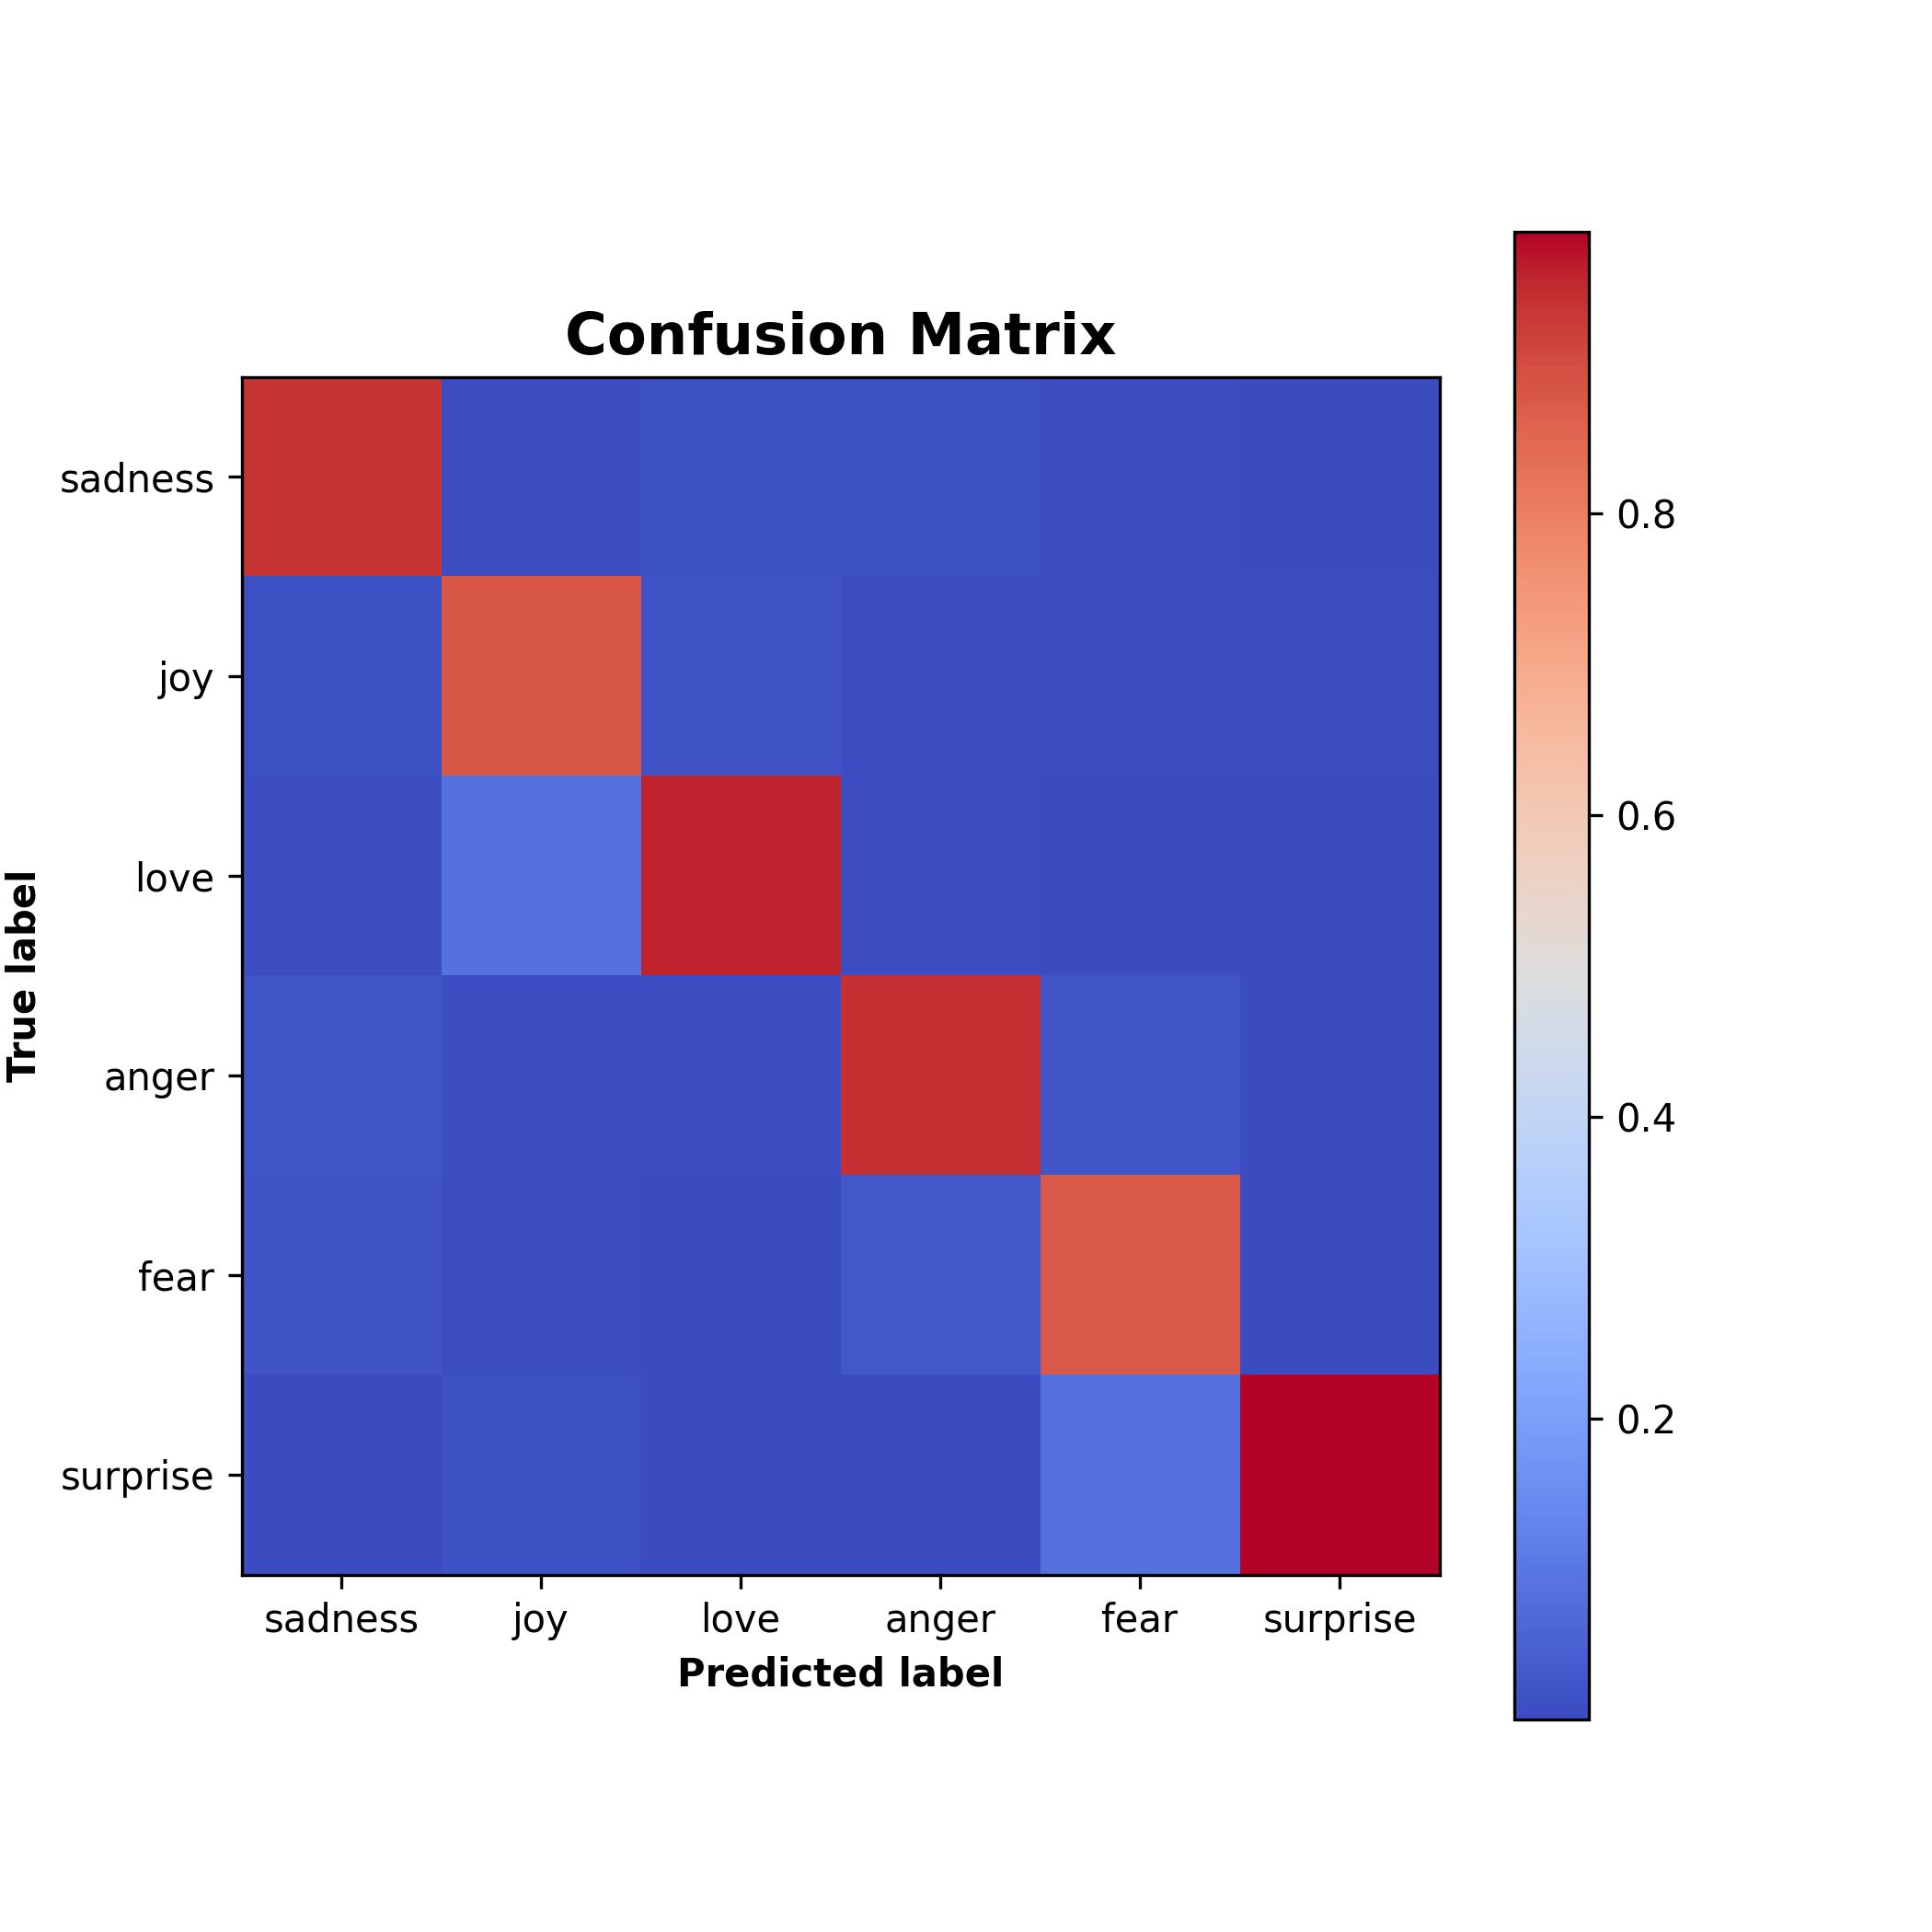 Confusion Matrix
True label
sadness
joy
love
anger
fear
surprise
sadness joy love anger fear surprise
Predicted label
0.8
0.6
0.4
0.2